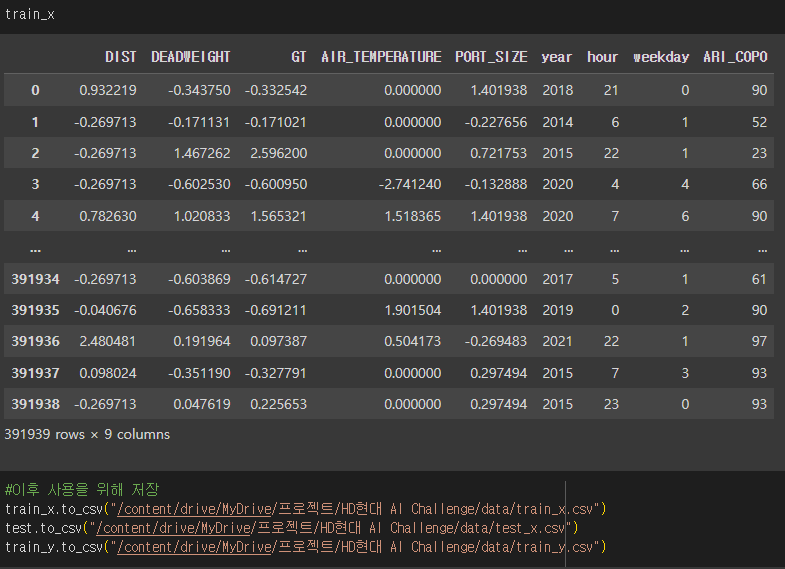 train_x
DIST DEADWEIGHT GT AIR_TEMPERATURE PORT_SIZE year hour weekday ARI_COPO
0 0.932219 -0.343750 -0.332542 0.000000 1.401938 2018 21 0 90
1 -0.269713 -0.171131 -0.171021 0.000000 -0.227656 2014 6 1 52
2 -0.269713 1.467262 2.596200 0.000000 0.721753 2015 22 1 23
3 -0.269713 -0.602530 -0.600950 -2.741240 -0.132888 2020 4 4 66
4 0.782630 1.020833 1.565321 1.518365 1.401938 2020 7 6 90
... ... ... ... ... ... ... ... ... ...
391934 -0.269713 -0.603869 -0.614727 0.000000 0.000000 2017 5 1 61
391935 -0.040676 -0.658333 -0.691211 1.901504 1.401938 2019 0 2 90
391936 2.480481 0.191964 0.097387 0.504173 -0.269483 2021 22 1 97
391937 0.098024 -0.351190 -0.327791 0.000000 0.297494 2015 7 3 93
391938 -0.269713 0.047619 0.225653 0.000000 0.297494 2015 23 0 93
391939 rows × 9 columns
#이후 사용을 위해 저장
train_x.to_csv("/content/drive/MyDrive/프로젝트/HD현대 AI Challenge/data/train_x.csv")
test.to_csv("/content/drive/MyDrive/프로젝트/HD현대 AI Challenge/data/test_x.csv")
train_y.to_csv("/content/drive/MyDrive/프로젝트/HD현대 AI Challenge/data/train_y.csv")